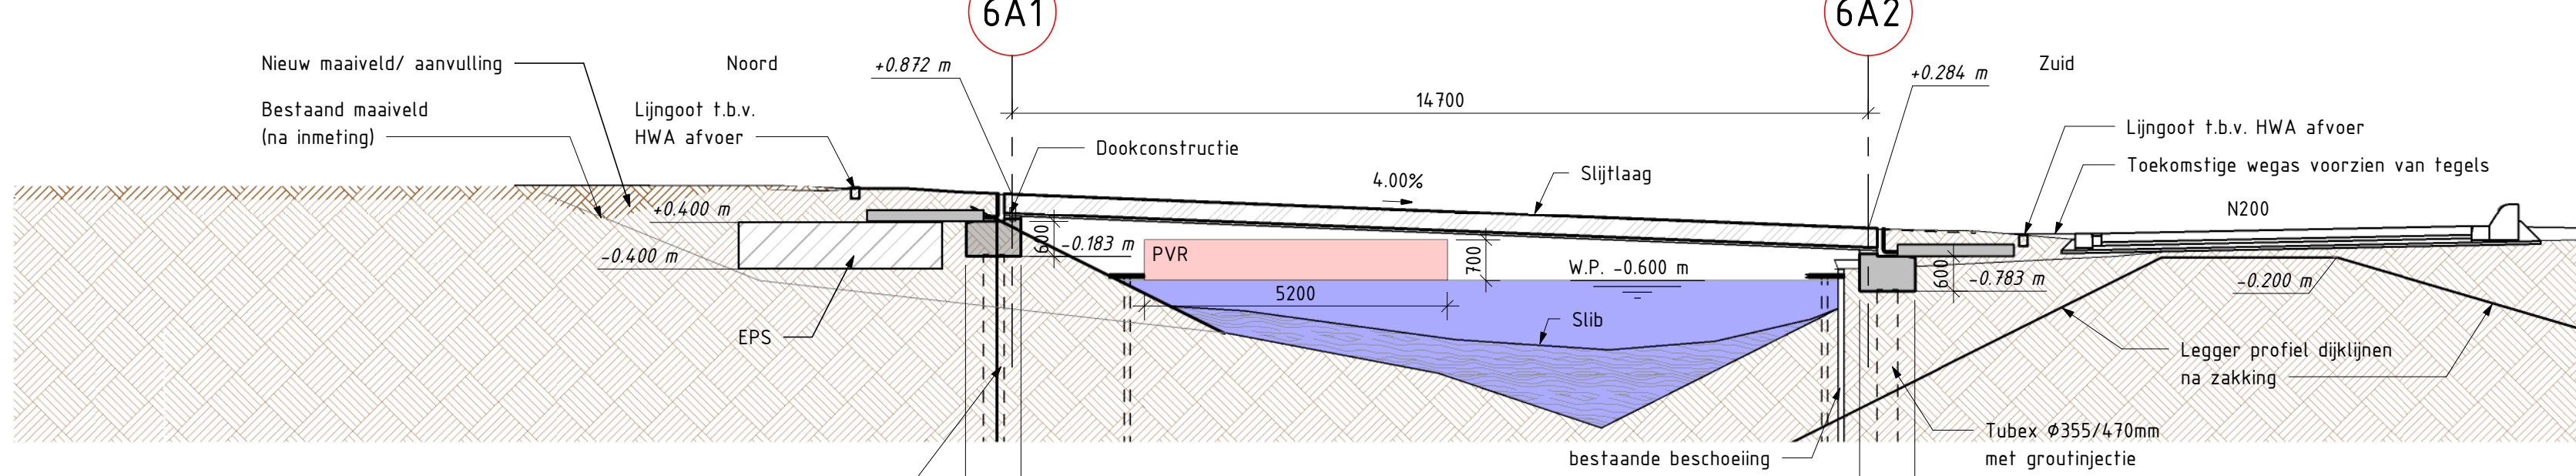 6A1
6A2
Nieuw maaiveld/ aanvulling
Noord
+0.872 m
+0.284 m
Zuid
Bestaand maaiveld
(na inmeting)
Lijngoot t.b.v.
HWA afvoer
14700
Dookconstructie
Slijtlaag
4.00%
Lijngoot t.b.v. HWA afvoer
Toekomstige wegas voorzien van tegels
N200
+0.400 m
-0.400 m
600
-0.183 m
PVR
700
W.P. -0.600 m
5200
600
-0.783 m
-0.200 m
EPS
Slib
Legger profiel dijklijnen
na zakking
Tubex Ø355/470mm
met groutinjectie
bestaande beschoeiing